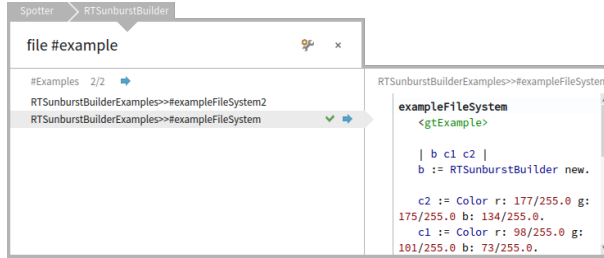 Spotter
RTSunburstBuilder
file #example
×
#Examples 2/2
RTSunburstBuilderExamples>>#exampleFileSystem2
RTSunburstBuilderExamples>>#exampleFileSystem
RTSunburstBuilderExamples>>#exampleFileSystem
exampleFileSystem
<gtExample>
| b c1 c2 |
b := RTSunburstBuilder new.
c2 := Color r: 177/255.0 g:
175/255.0 b: 134/255.0.
c1 := Color r: 98/255.0 g:
101/255.0 b: 73/255.0.